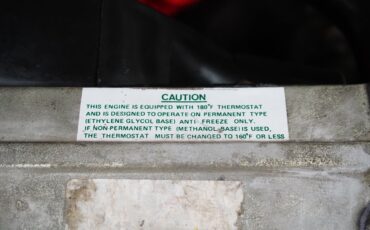 CAUTION
THIS ENGINE IS EQUIPPED WITH 180°F THERMOSTAT
AND IS DESIGNED TO OPERATE ON PERMANENT TYPE
(ETHYLENE GLYCOL BASE) ANTI-FREEZE ONLY.
IF NON PERMANENT TYPE (METHANOL BASE) IS USED,
THE THERMOSTAT MUST BE CHANGED TO 160°F OR LESS